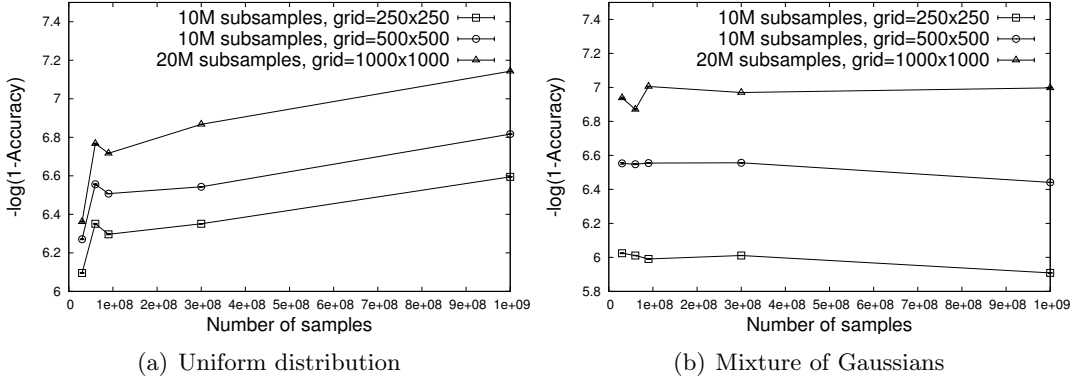 7.4
7.2
7
6.8
6.6
6.4
6.2
6
-log(1-Accuracy)
10M subsamples, grid=250x250
10M subsamples, grid=500x500
20M subsamples, grid=1000x1000
0 1e+08 2e+08 3e+08 4e+08 5e+08 6e+08 7e+08 8e+08 9e+08 1e+09
Number of samples
(a) Uniform distribution
7.4
7.2
7
6.8
6.6
6.4
6.2
6
5.8
-log(1-Accuracy)
10M subsamples, grid=250x250
10M subsamples, grid=500x500
20M subsamples, grid=1000x1000
0 1e+08 2e+08 3e+08 4e+08 5e+08 6e+08 7e+08 8e+08 9e+08 1e+09
Number of samples
(b) Mixture of Gaussians